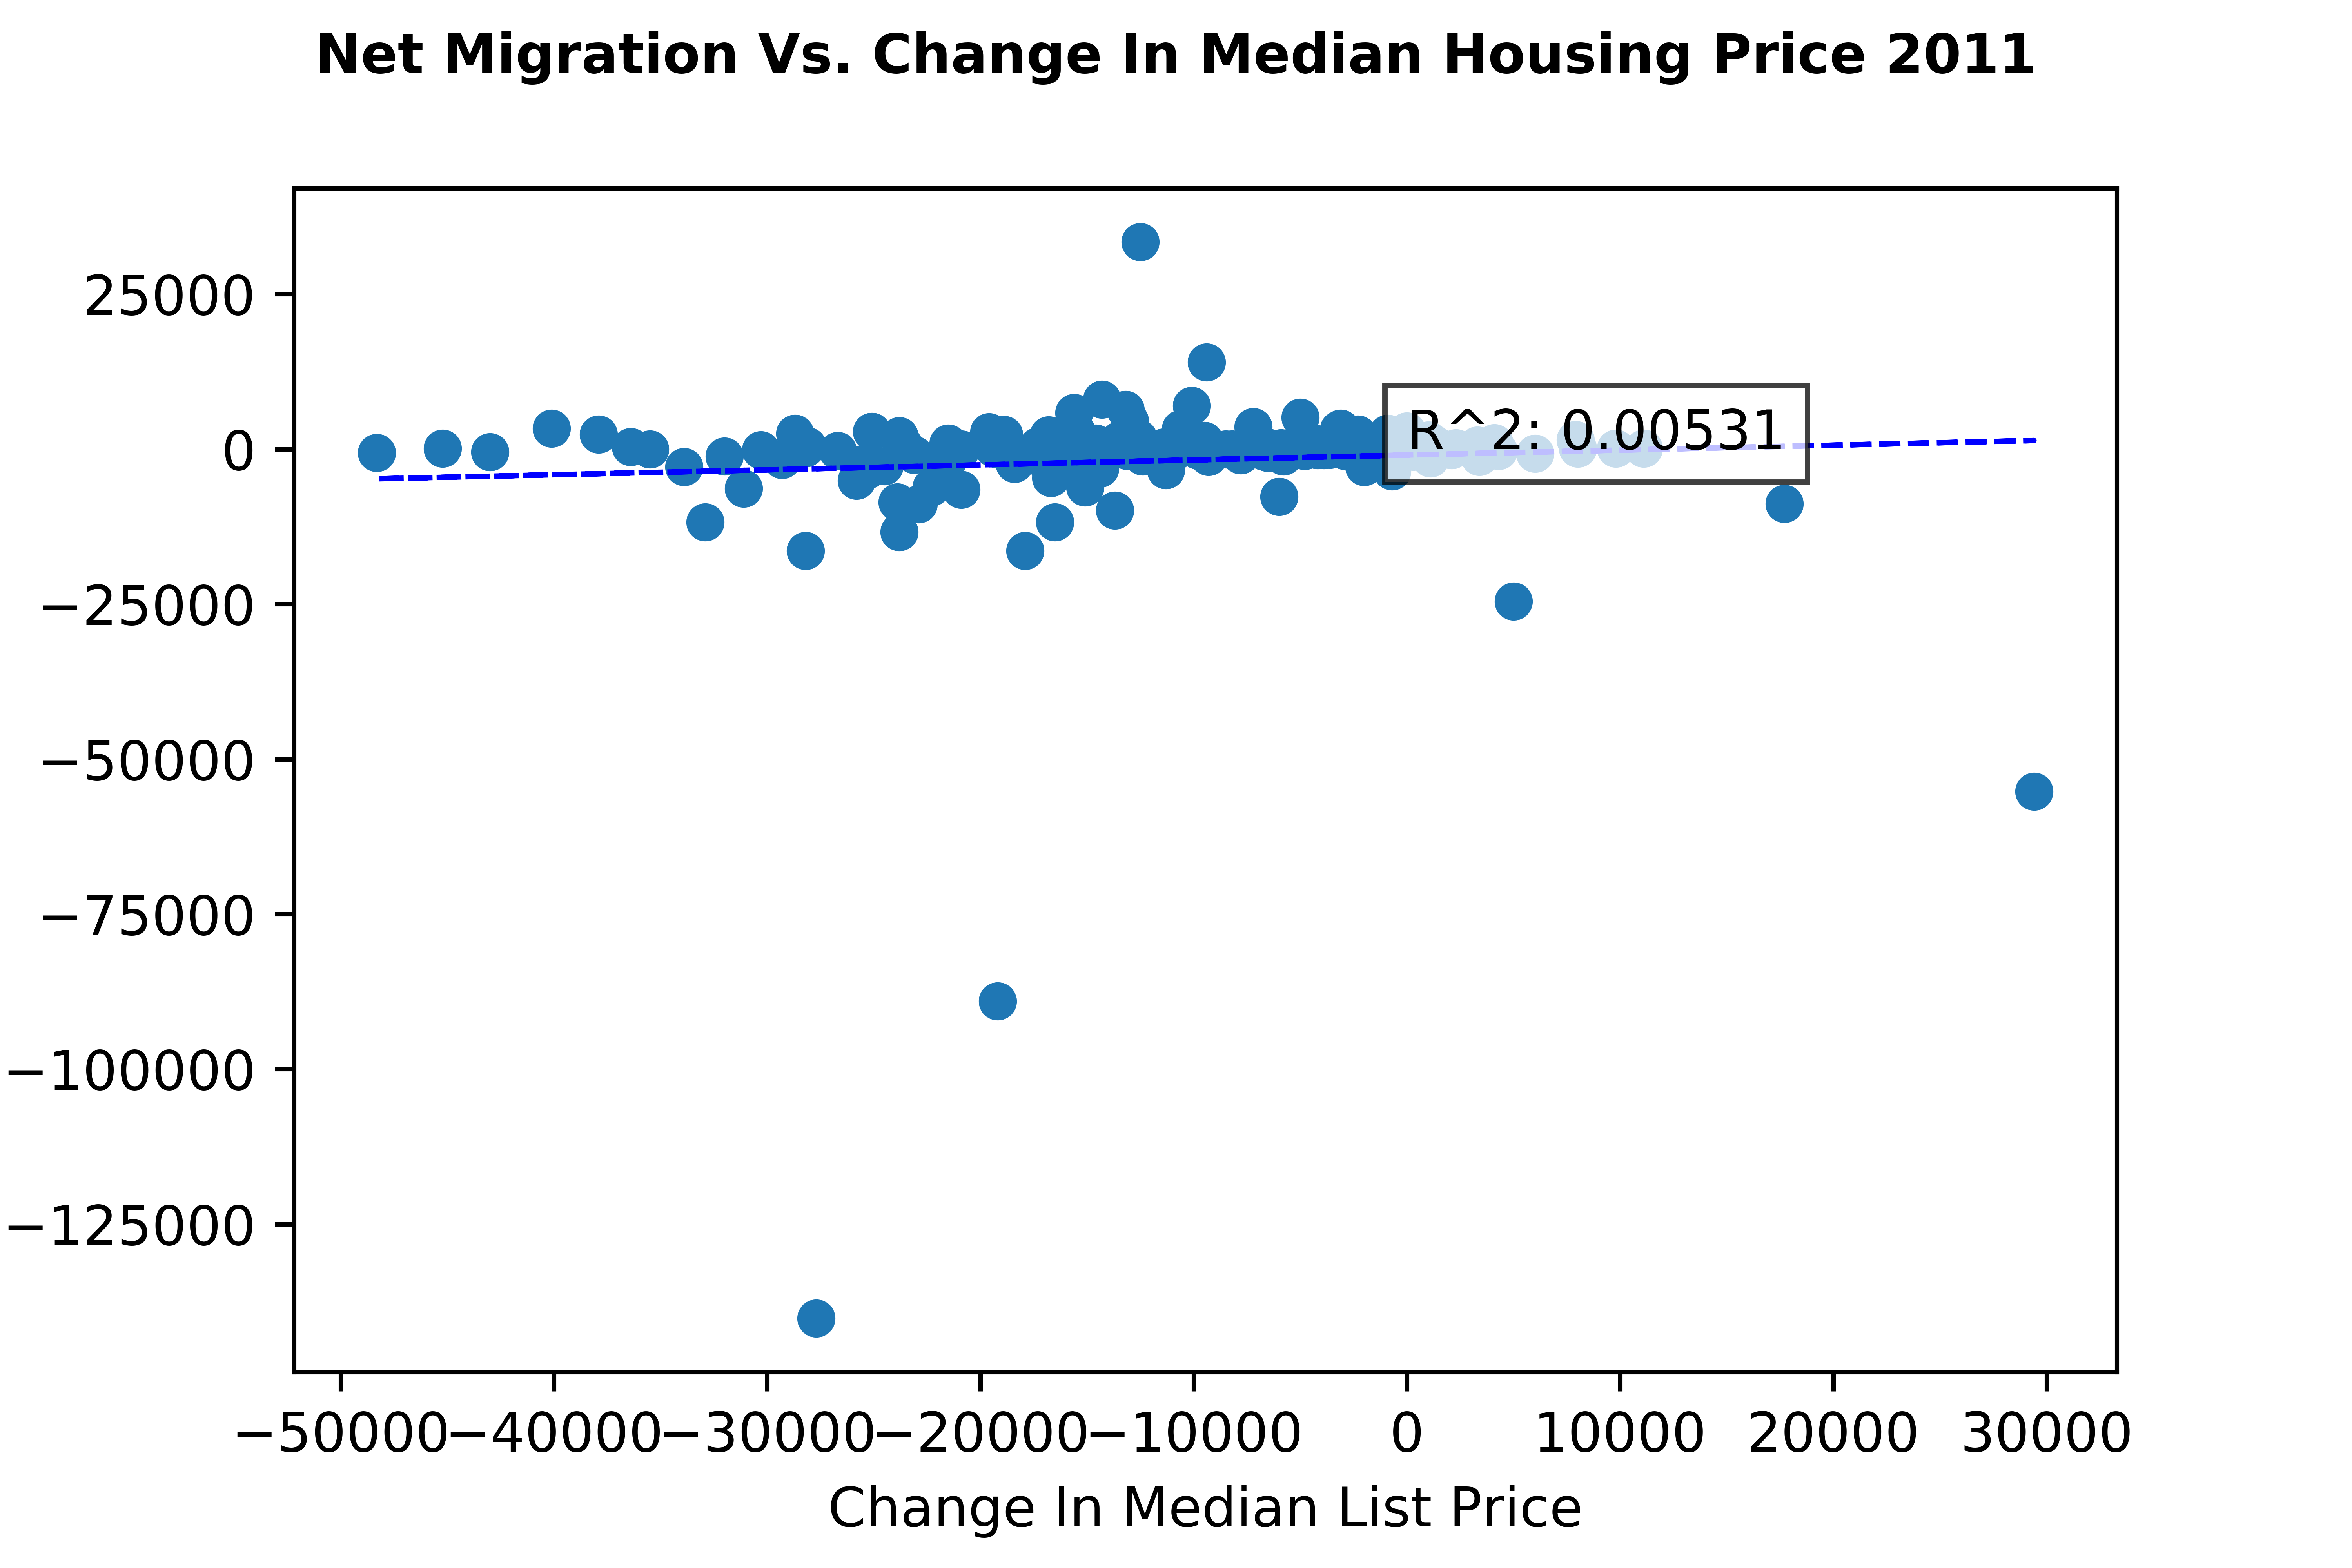 Net Migration Vs. Change In Median Housing Price 2011
25000
0
−25000
−50000
−75000
−100000
−125000
R^2: 0.00531
−50000 −40000 −30000 −20000 −10000 0 10000 20000 30000
Change In Median List Price